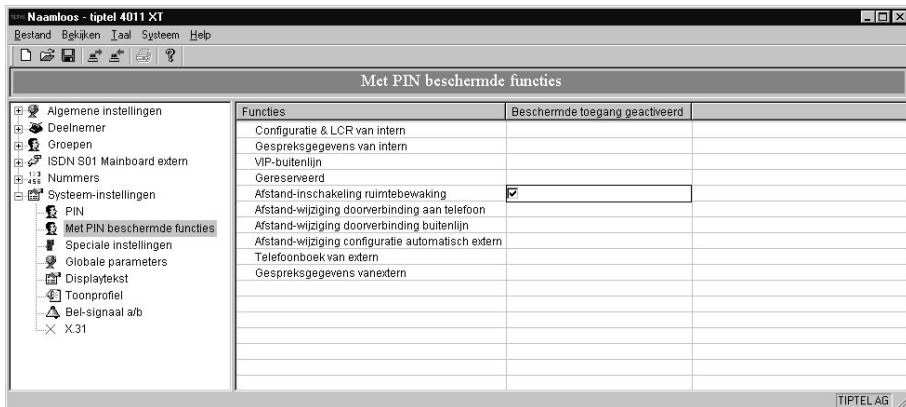 Naamloos - tiptel 4011 XT
Bestand Bekijken Taal Systeem Help
Met PIN beschermde functies
Algemene instellingen
Deelnemer
Groepen
ISDN S01 Mainboard extern
Nummers
Systeem-instellingen
PIN
Met PIN beschermde functies
Speciale instellingen
Globale parameters
Displaytekst
Toonprofiel
Bel-signaal a/b
X.31
Functies Beschermde toegang geactiveerd
Configuratie & LCR van intern
Gespreksgegevens van intern
VIP-buitenlijn
Gereserveerd
Afstand-inschakeling ruimtebewaking
Afstand-wijziging doorverbinding aan telefoon
Afstand-wijziging doorverbinding buitenlijn
Afstand-wijziging configuratie automatisch extern
Telefoonboek van extern
Gespreksgegevens vanextern
TIPTEL AG